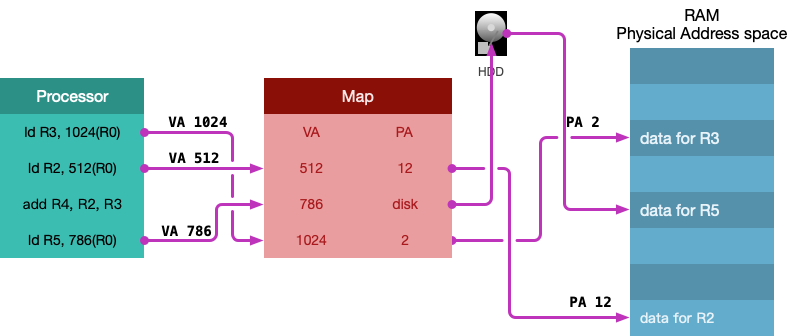 RAM
Physical Address space
HDD
Processor
Map
ld R3, 1024(R0)
VA 1024
VA
PA
PA 2
data for R3
ld R2, 512(R0)
VA 512
512
12
add R4, R2, R3
786
disk
data for R5
ld R5, 786(R0)
VA 786
1024
2
PA 12
data for R2